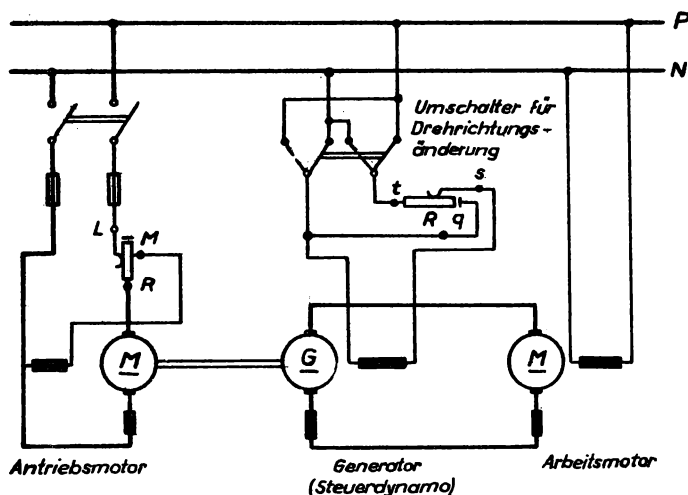 P
N
Umschalter für
Drehrichtungs-
änderung
t
s
R
q
L
M
R
M
G
M
Antriebsmotor
Generator
(Steuerdynamo)
Arbeitsmotor